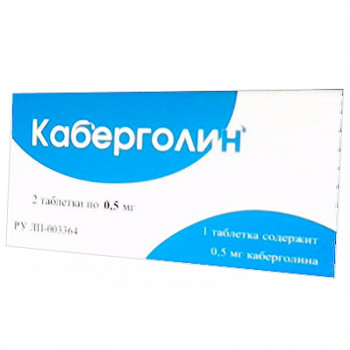 Каберголин
2 таблетки по 0,5 мг
РУ ЛП-003364
1 таблетка содержит
0,5 мг каберголина